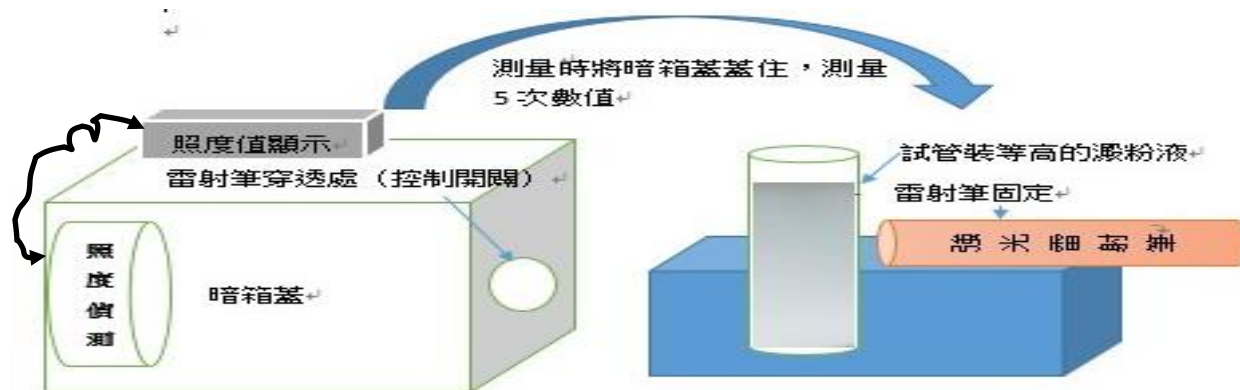 測量時將暗箱蓋蓋住，測量
5 次數值
照度值顯示
雷射筆穿透處（控制開關）
試管裝等高的澱粉液
雷射筆固定
照度偵測
暗箱蓋